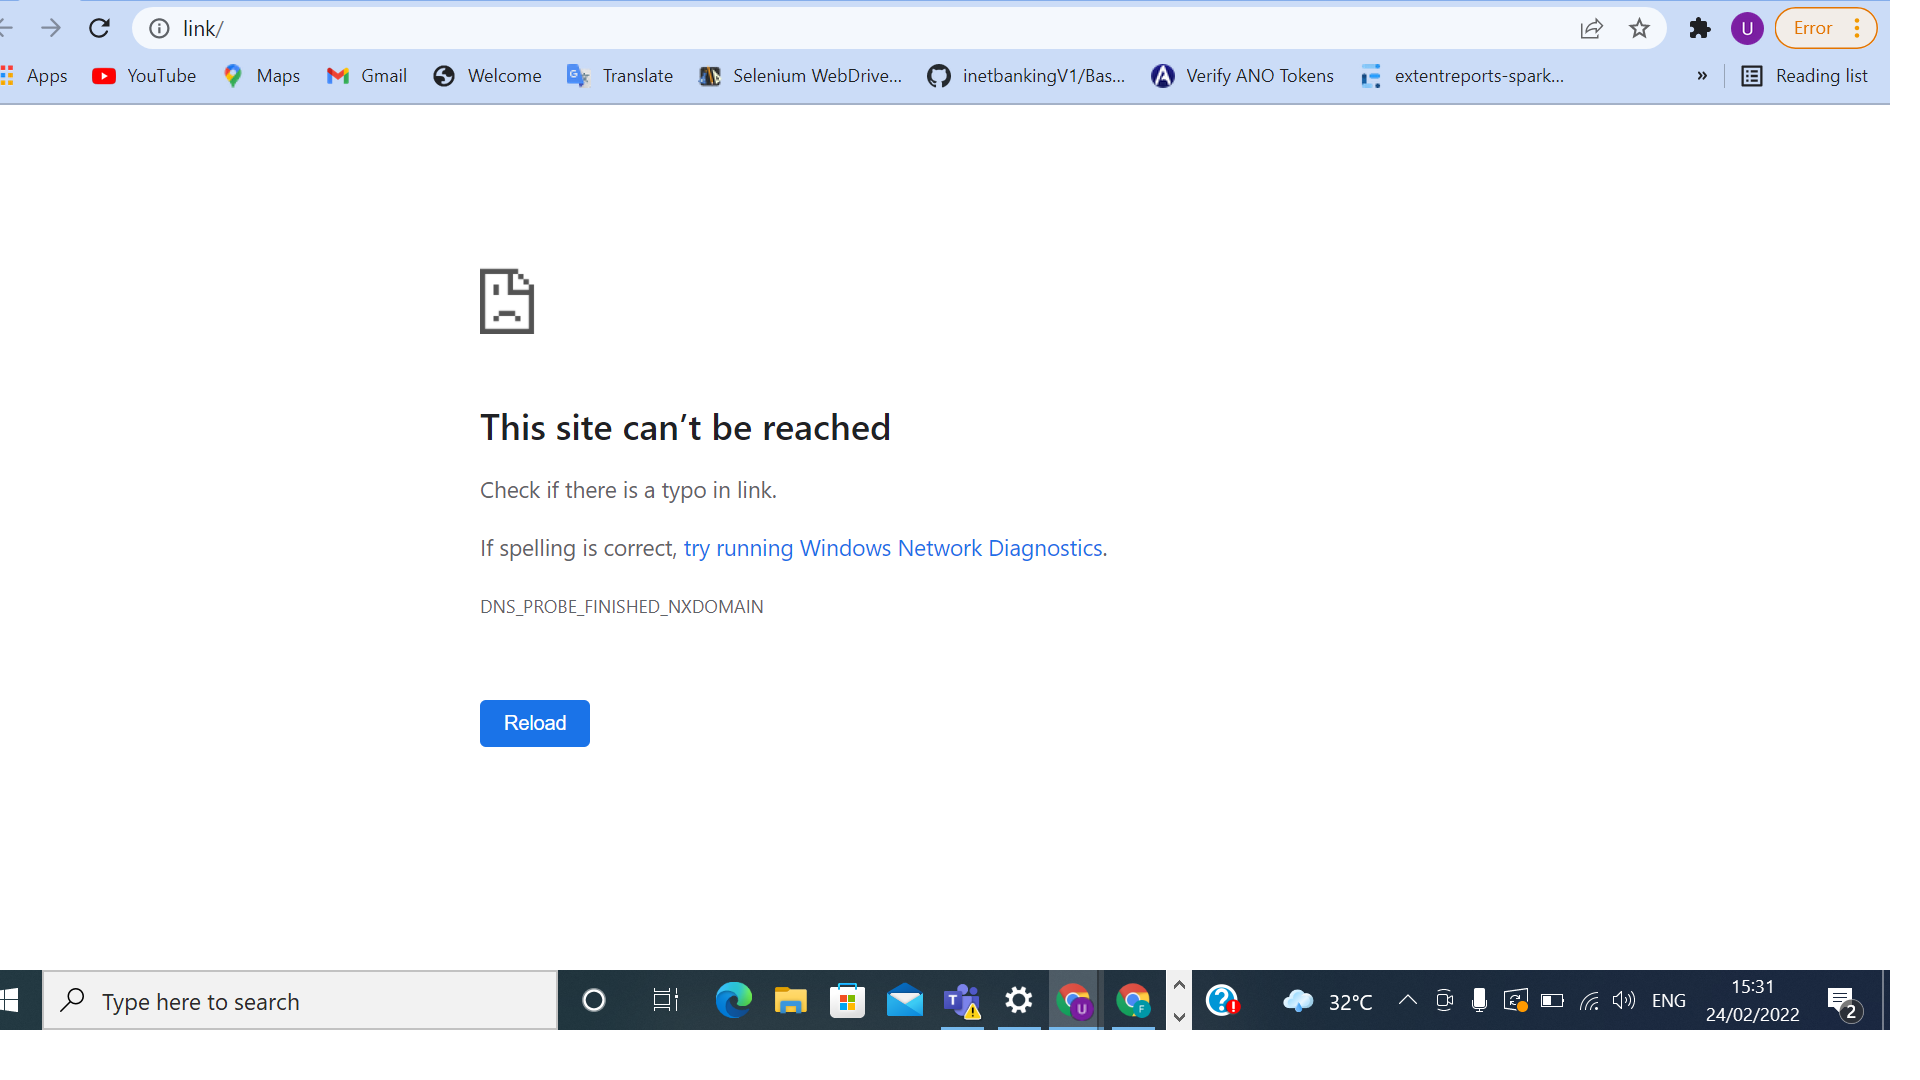 link/
U
Error
Apps
YouTube
Maps
Gmail
Welcome
Translate
Selenium WebDrive...
inetbankingV1/Bas...
Verify ANO Tokens
extentreports-spark...
»
Reading list
This site can’t be reached
Check if there is a typo in link.
If spelling is correct, try running Windows Network Diagnostics.
DNS_PROBE_FINISHED_NXDOMAIN
Reload
Type here to search
32°C
ENG
15:31
24/02/2022
2